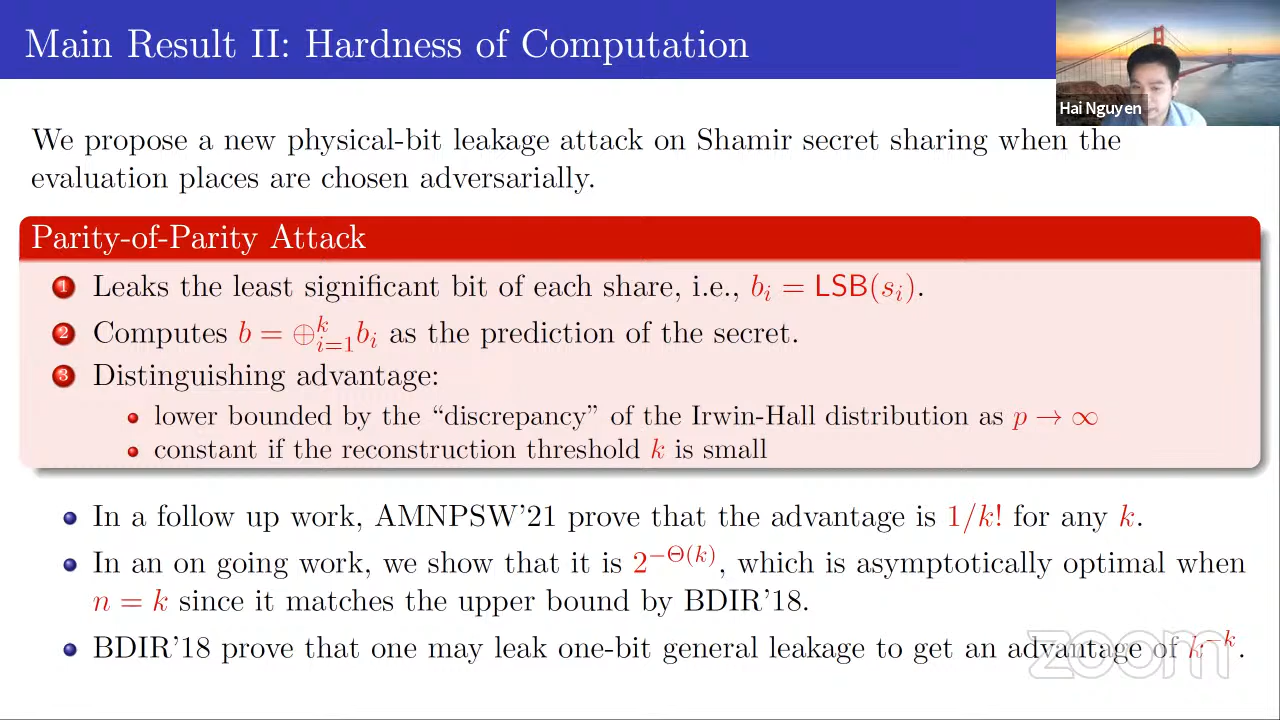 Main Result II: Hardness of Computation
Hai Nguyen
We propose a new physical-bit leakage attack on Shamir secret sharing when the
evaluation places are chosen adversarially.
Parity-of-Parity Attack
1 Leaks the least significant bit of each share, i.e., b_i = LSB(s_i).
2 Computes b = ⊕_{i=1}^k b_i as the prediction of the secret.
3 Distinguishing advantage:
lower bounded by the “discrepancy” of the Irwin-Hall distribution as p → ∞
constant if the reconstruction threshold k is small
In a follow up work, AMNPSW'21 prove that the advantage is 1/k! for any k.
In an on going work, we show that it is 2^{−Θ(k)}, which is asymptotically optimal when
n = k since it matches the upper bound by BDIR'18.
BDIR'18 prove that one may leak one-bit general leakage to get an advantage of k^{−k}.
zoom